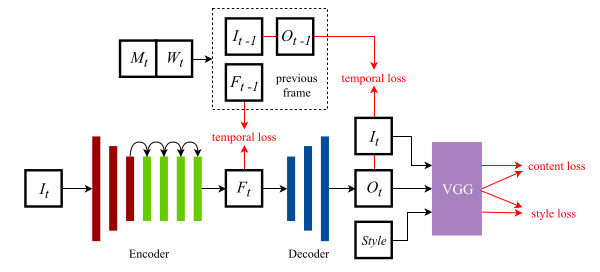 I_{t-1} O_{t-1}
M_t W_t
F_{t-1} previous
frame
temporal loss
temporal loss
I_t
content loss
I_t F_t O_t VGG
style loss
Style
Encoder Decoder